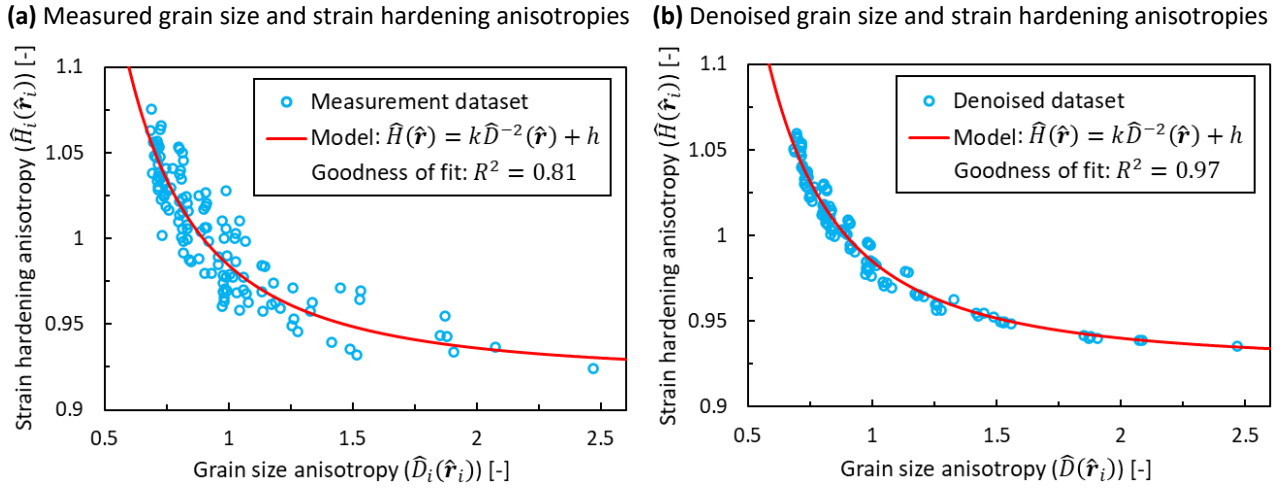 (a) Measured grain size and strain hardening anisotropies
Strain hardening anisotropy (Ĥᵢ(r̂ᵢ)) [-]
1.1
1.05
1
0.95
0.9
Measurement dataset
Model: Ĥ(r̂) = kD̂⁻²(r̂) + h
Goodness of fit: R² = 0.81
0.5 1 1.5 2 2.5
Grain size anisotropy (D̂ᵢ(r̂ᵢ)) [-]
(b) Denoised grain size and strain hardening anisotropies
Strain hardening anisotropy (Ĥ(r̂ᵢ)) [-]
1.1
1.05
1
0.95
0.9
Denoised dataset
Model: Ĥ(r̂) = kD̂⁻²(r̂) + h
Goodness of fit: R² = 0.97
0.5 1 1.5 2 2.5
Grain size anisotropy (D̂(r̂ᵢ)) [-]